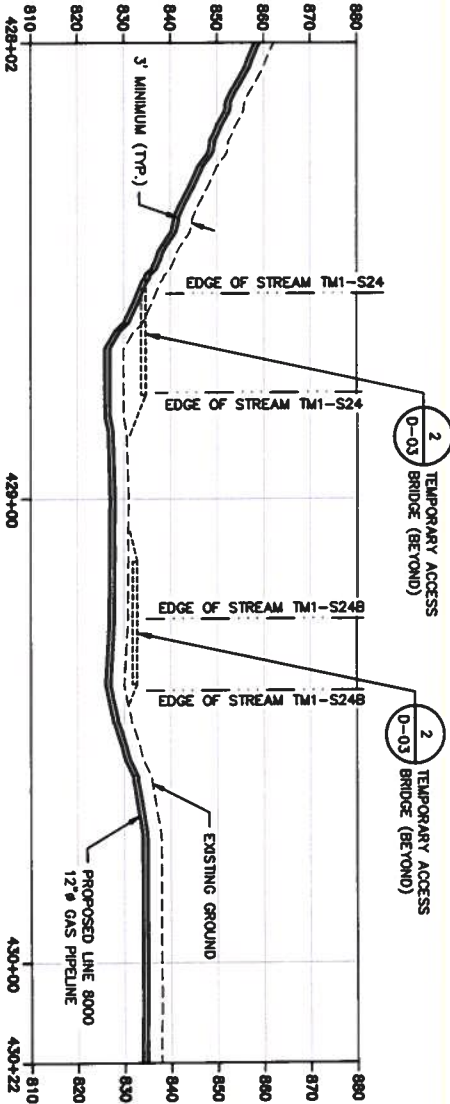 880
870
860
850
840
830
820
810
428+02
3' MINIMUM (TYP.)
EDGE OF STREAM TM1-S24
EDGE OF STREAM TM1-S24
2
D-03
TEMPORARY ACCESS
BRIDGE (BEYOND)
429+00
EDGE OF STREAM TM1-S24B
EDGE OF STREAM TM1-S24B
2
D-03
TEMPORARY ACCESS
BRIDGE (BEYOND)
EXISTING GROUND
PROPOSED LINE 8000
12"ø GAS PIPELINE
430+00
430+22
880
870
860
850
840
830
820
810